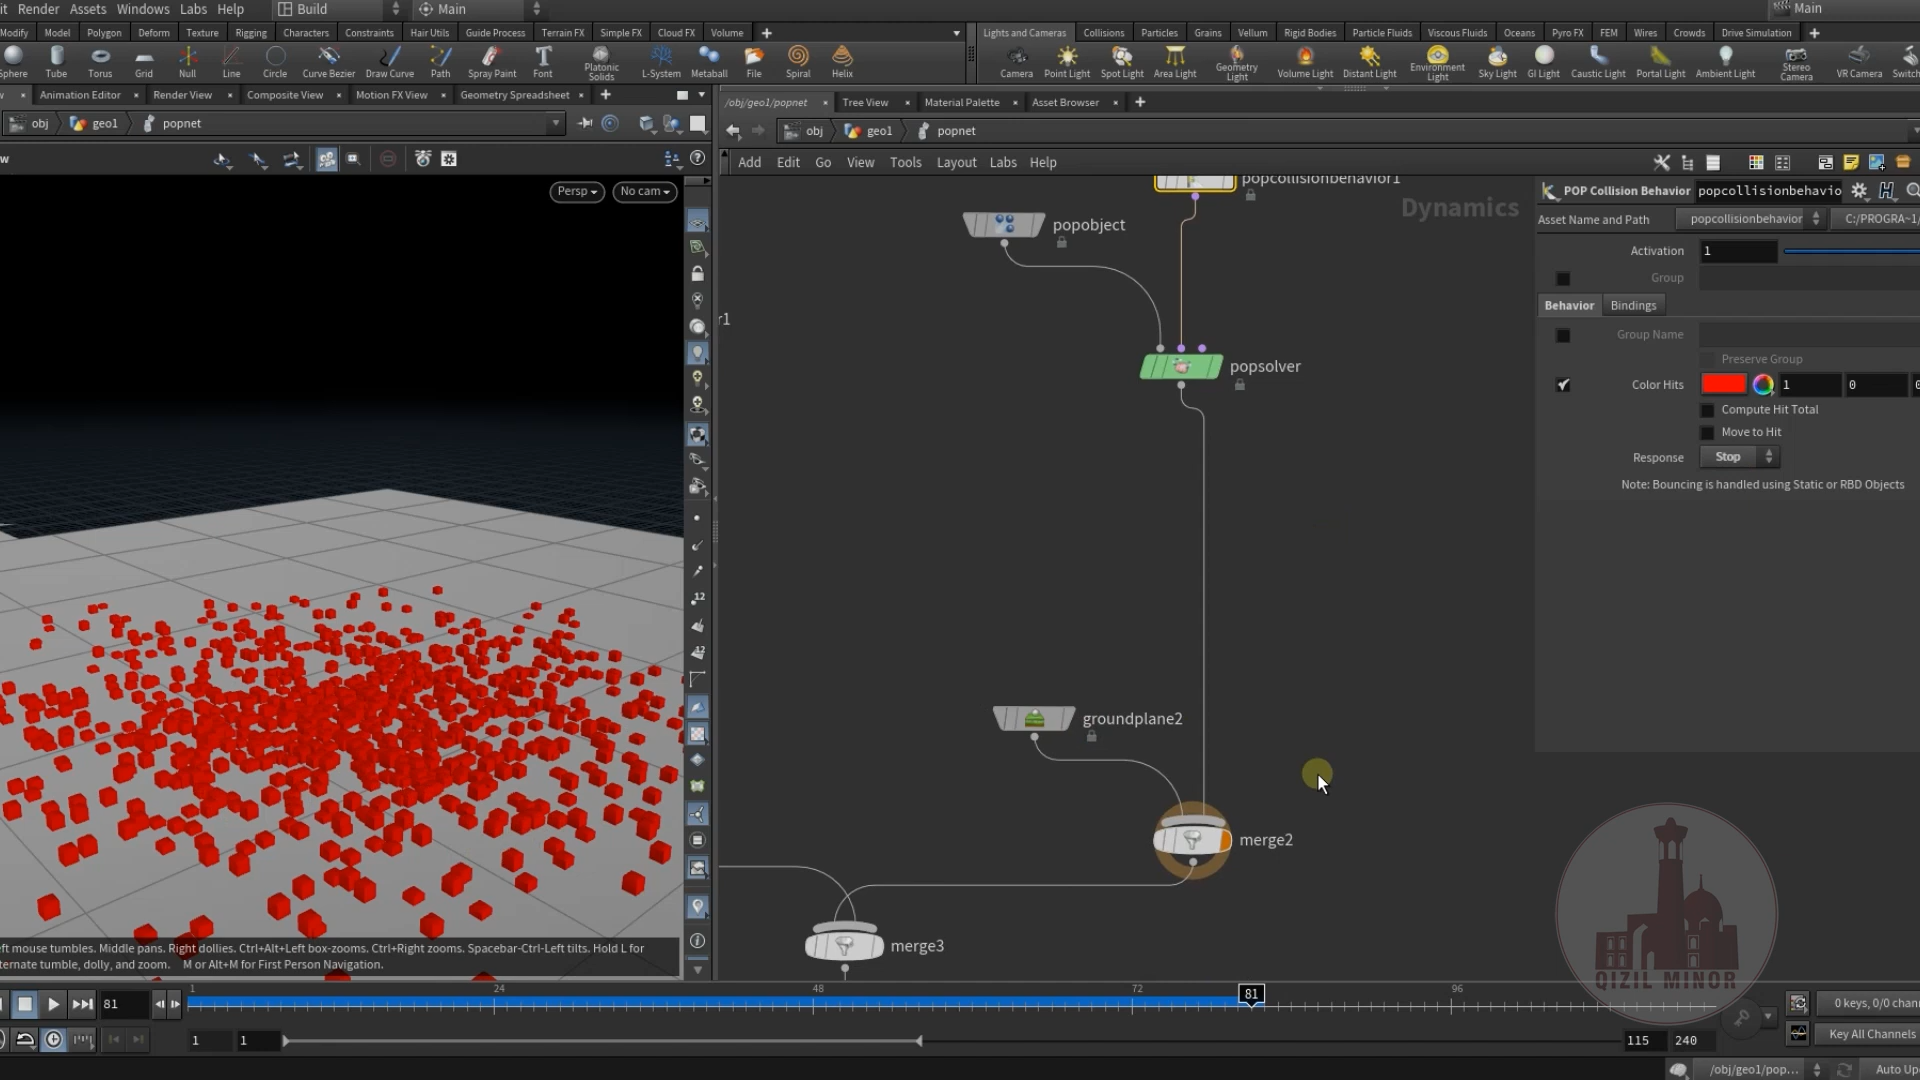 Render Assets Windows Labs Help Build Main Main
Modify Model Polygon Deform Texture Rigging Characters Constraints Hair Utils Guide Process Terrain FX Simple FX Cloud FX Volume
Lights and Cameras Collisions Particles Grains Vellum Rigid Bodies Particle Fluids Viscous Fluids Oceans Pyro FX FEM Wires Crowds Drive Simulation
Sphere Tube Torus Grid Null Line Circle Curve Bezier Draw Curve Path Spray Paint Font Platonic Solids L-System Metaball File Spiral Helix
Camera Point Light Spot Light Area Light Geometry Light Volume Light Distant Light Environment Light Sky Light GI Light Caustic Light Portal Light Ambient Light Stereo Camera VR Camera Switch
Animation Editor Render View Composite View Motion FX View Geometry Spreadsheet
/obj/geo1/popnet Tree View Material Palette Asset Browser
obj geo1 popnet
obj geo1 popnet
Add Edit Go View Tools Layout Labs Help
Persp No cam
popcollisionbehavior1
Dynamics
popobject
r1
popsolver
groundplane2
merge2
merge3
POP Collision Behavior popcollisionbehavio
Asset Name and Path popcollisionbehavior C:/PROGRA~1/
Activation 1
Group
Behavior Bindings
Group Name
Preserve Group
Color Hits 1 0 0
Compute Hit Total
Move to Hit
Response Stop
Note: Bouncing is handled using Static or RBD Objects
12
12
eft mouse tumbles. Middle pans. Right dollies. Ctrl+Alt+Left box-zooms. Ctrl+Right zooms. Spacebar-Ctrl-Left tilts. Hold L for
ternate tumble, dolly, and zoom. M or Alt+M for First Person Navigation.
QIZIL MINOR
81 1 24 48 72 81 96
0 keys, 0/0 chann
1 1 115 240
Key All Channels
/obj/geo1/pop... Auto Up